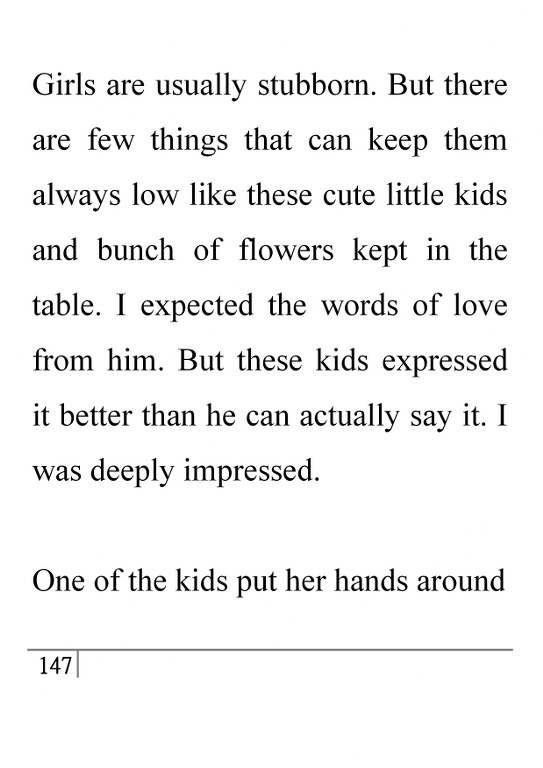 Girls are usually stubborn. But there
are few things that can keep them
always low like these cute little kids
and bunch of flowers kept in the
table. I expected the words of love
from him. But these kids expressed
it better than he can actually say it. I
was deeply impressed.
One of the kids put her hands around
147